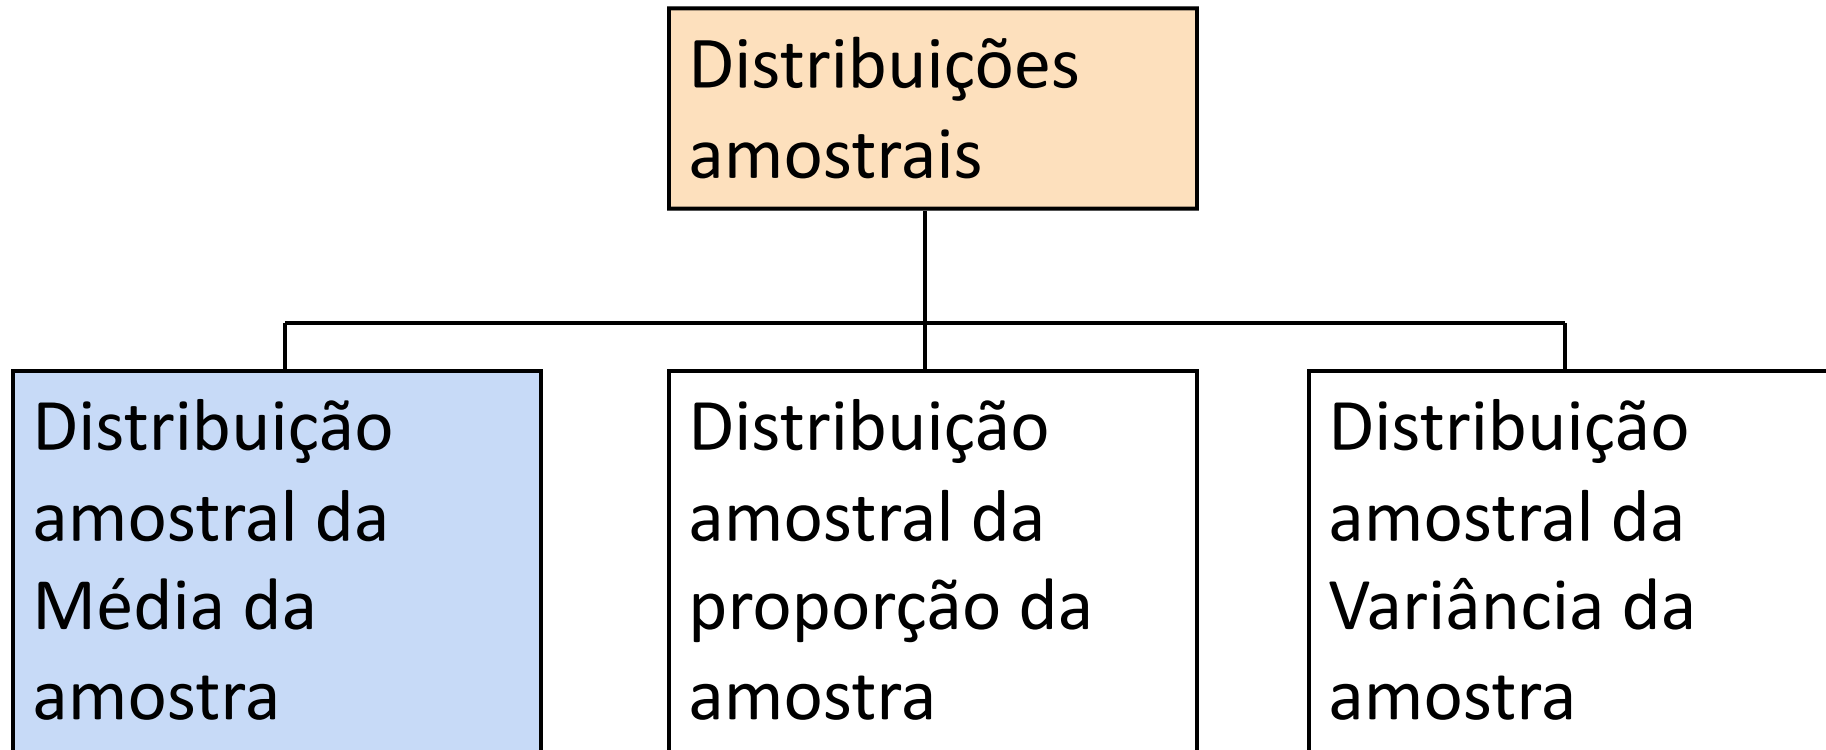 Distribuições
amostrais
Distribuição
amostral da
Média da
amostra
Distribuição
amostral da
proporção da
amostra
Distribuição
amostral da
Variância da
amostra